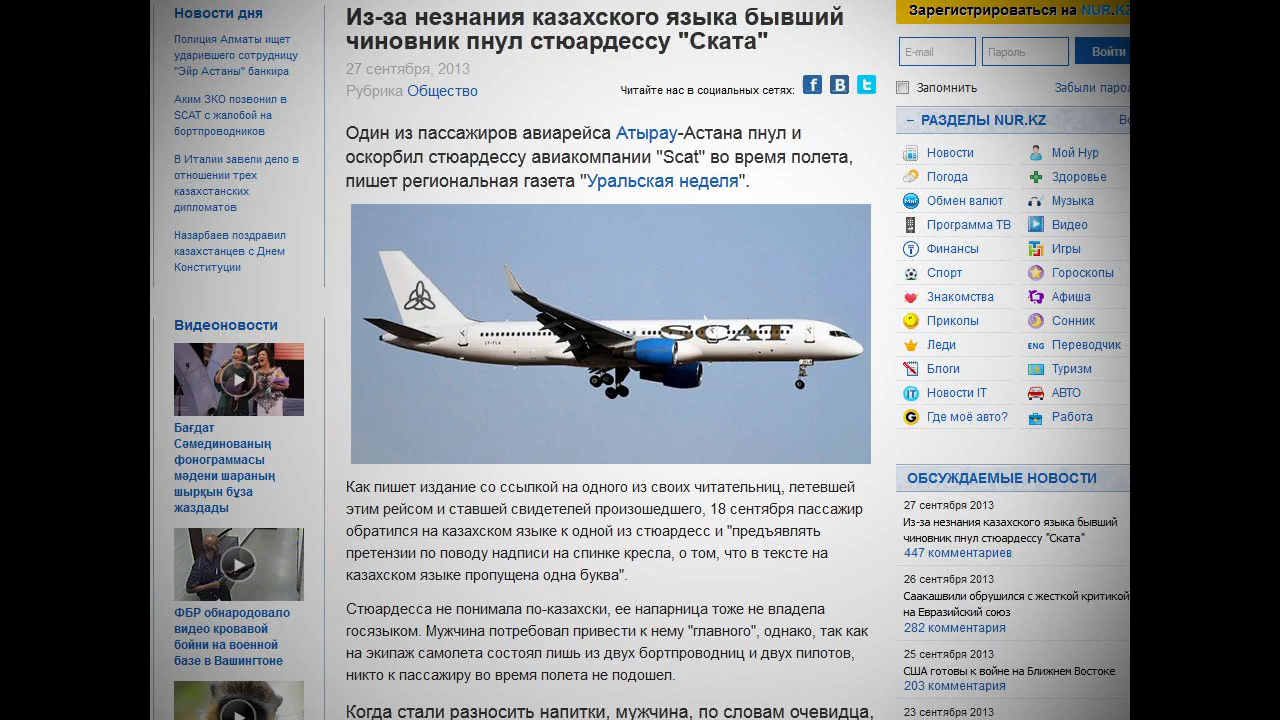 Новости дня
Полиция Алматы ищет
ударившего сотрудницу
"Эйр Астаны" банкира
Аким ЗКО позвонил в
SCAT с жалобой на
бортпроводников
В Италии завели дело в
отношении трех
казахстанских
дипломатов
Назарбаев поздравил
казахстанцев с Днем
Конституции
Видеоновости
Бағдат
Сәмединованың
фонограммасы
мәдени шараның
шырқын бұза
жаздады
ФБР обнародовало
видео кровавой
бойни на военной
базе в Вашингтоне
Из-за незнания казахского языка бывший
чиновник пнул стюардессу "Ската"
27 сентября, 2013
Рубрика Общество
Читайте нас в социальных сетях:
Один из пассажиров авиарейса Атырау-Астана пнул и
оскорбил стюардессу авиакомпании "Scat" во время полета,
пишет региональная газета "Уральская неделя".
SCAT
Как пишет издание со ссылкой на одного из своих читательниц, летевшей
этим рейсом и ставшей свидетелей произошедшего, 18 сентября пассажир
обратился на казахском языке к одной из стюардесс и "предъявлять
претензии по поводу надписи на спинке кресла, о том, что в тексте на
казахском языке пропущена одна буква".
Стюардесса не понимала по-казахски, ее напарница тоже не владела
госязыком. Мужчина потребовал привести к нему "главного", однако, так как
на экипаж самолета состоял лишь из двух бортпроводниц и двух пилотов,
никто к пассажиру во время полета не подошел.
Когда стали разносить напитки, мужчина, по словам очевидца,
Зарегистрироваться на NUR.KZ
E-mail
Пароль
Войти
Запомнить
Забыли парол
РАЗДЕЛЫ NUR.KZ
Вс
Новости
Мой Нур
Погода
Здоровье
Обмен валют
Музыка
Программа ТВ
Видео
Финансы
Игры
Спорт
Гороскопы
Знакомства
Афиша
Приколы
Сонник
Леди
ENG Переводчик
Блоги
Туризм
Новости IT
АВТО
Где моё авто?
Работа
ОБСУЖДАЕМЫЕ НОВОСТИ
27 сентября 2013
Из-за незнания казахского языка бывший
чиновник пнул стюардессу "Ската"
447 комментариев
26 сентября 2013
Саакашвили обрушился с жесткой критикой
на Евразийский союз
282 комментария
25 сентября 2013
США готовы к войне на Ближнем Востоке
203 комментария
23 сентября 2013